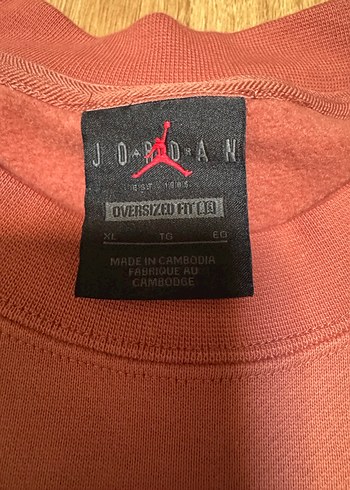 JORDAN
EST. 1985
OVERSIZED FIT
XL TG EG
MADE IN CAMBODIA
FABRIQUE AU
CAMBODGE